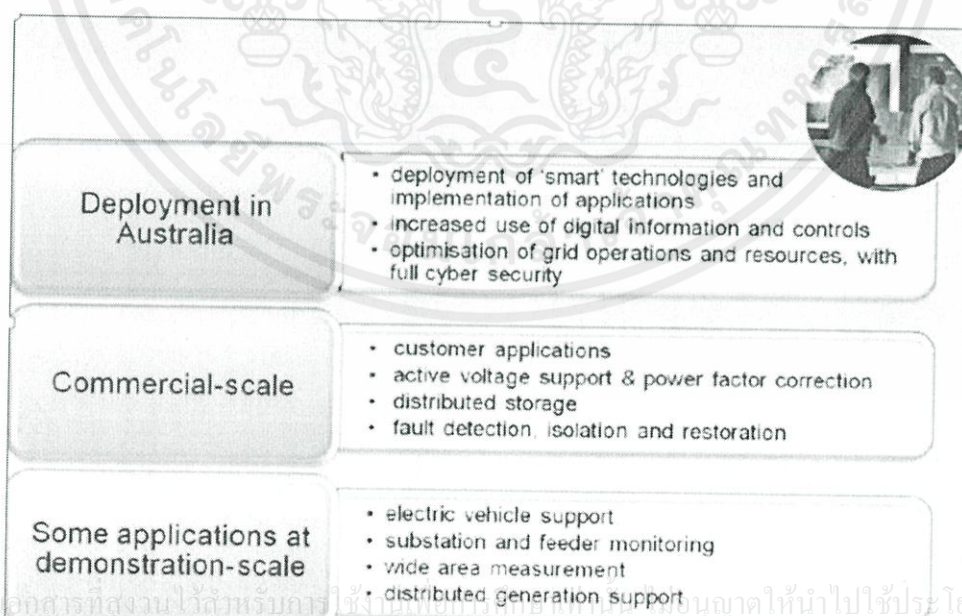 Deployment in
Australia
• deployment of 'smart' technologies and
implementation of applications
• increased use of digital information and controls
• optimisation of grid operations and resources, with
full cyber security
Commercial-scale
• customer applications
• active voltage support & power factor correction
• distributed storage
• fault detection, isolation and restoration
Some applications at
demonstration-scale
• electric vehicle support
• substation and feeder monitoring
• wide area measurement
• distributed generation support